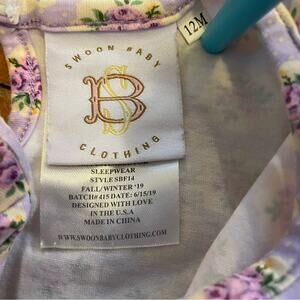 SWOON BABY
B S
CLOTHING
12M
SLEEPWEAR
STYLE SBF14
FALL/WINTER '19
BATCH# 415 DATE: 6/15/19
DESIGNED WITH LOVE
IN THE U.S.A
MADE IN CHINA
WWW.SWOONBABYCLOTHING.COM